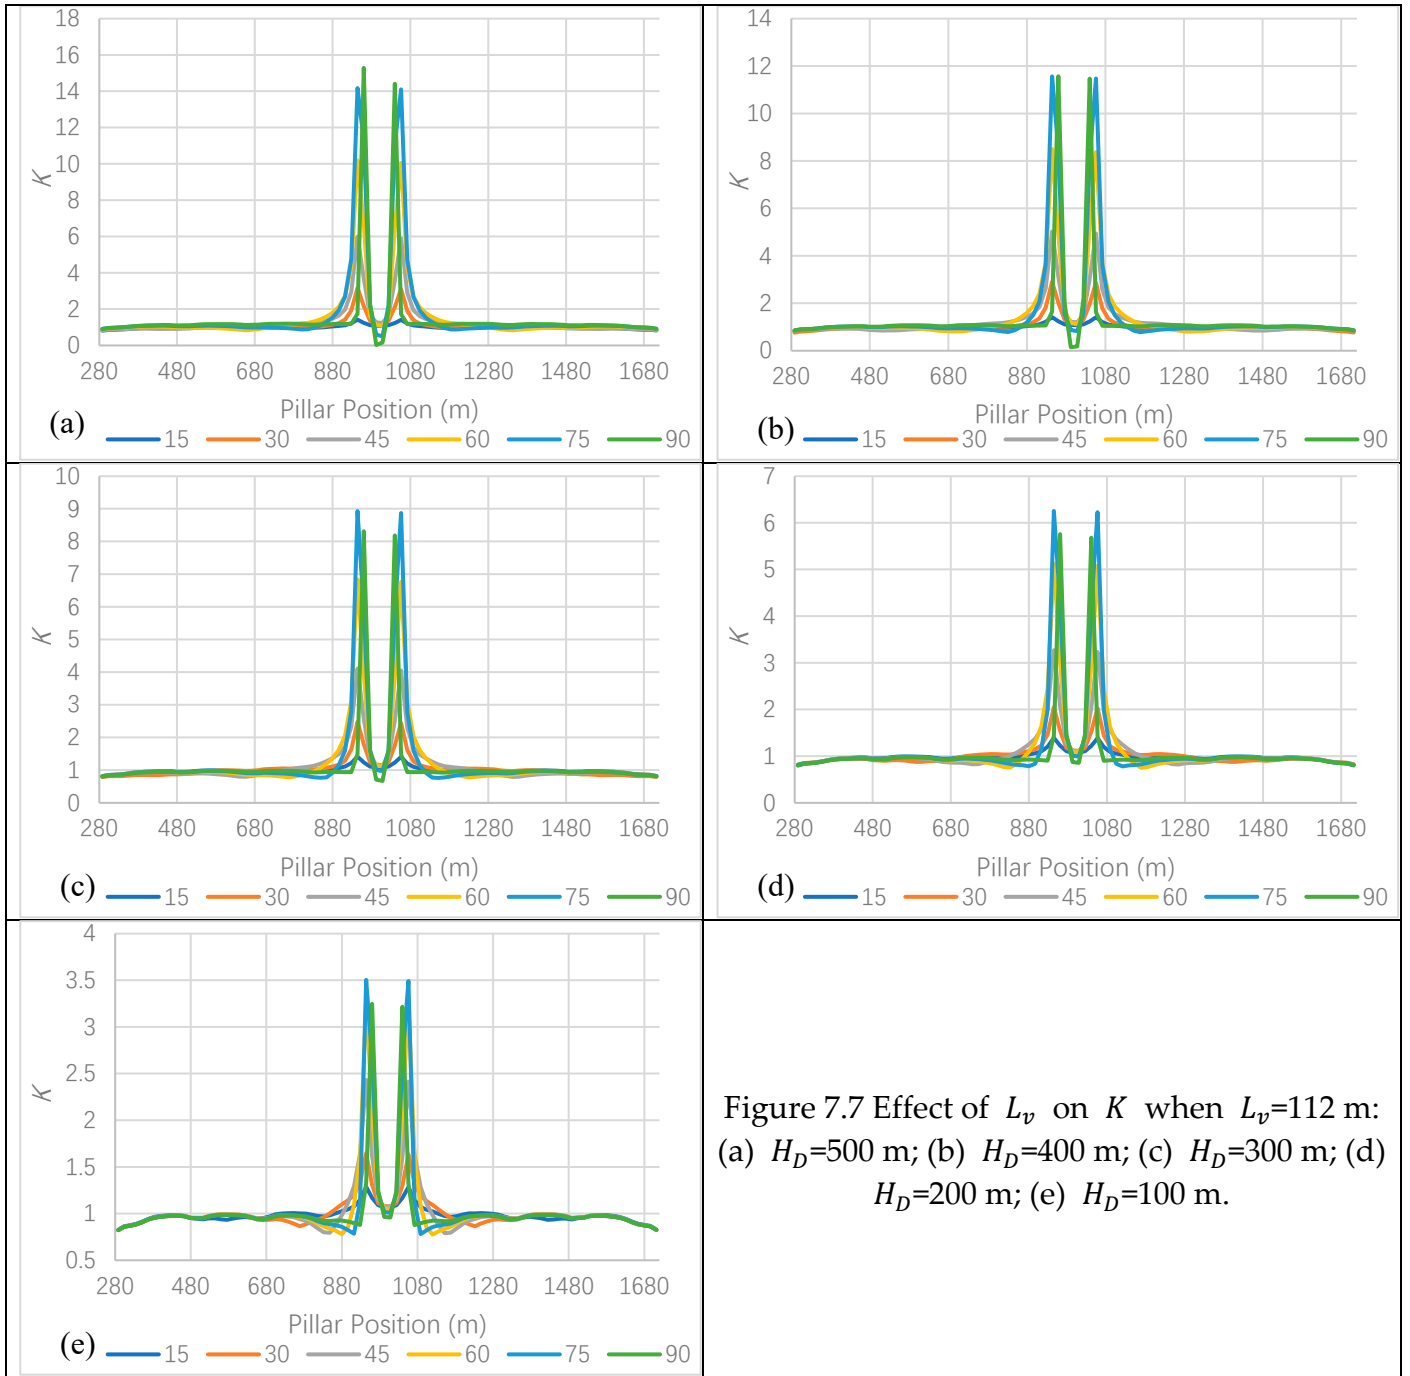 18
16
14
12
10
8
6
4
2
0
K
280 480 680 880 1080 1280 1480 1680
Pillar Position (m)
(a)
15 30 45 60 75 90
14
12
10
8
6
4
2
0
K
280 480 680 880 1080 1280 1480 1680
Pillar Position (m)
(b)
15 30 45 60 75 90
10
9
8
7
6
5
4
3
2
1
0
K
280 480 680 880 1080 1280 1480 1680
Pillar Position (m)
(c)
15 30 45 60 75 90
7
6
5
4
3
2
1
0
K
280 480 680 880 1080 1280 1480 1680
Pillar Position (m)
(d)
15 30 45 60 75 90
4
3.5
3
2.5
2
1.5
1
0.5
K
280 480 680 880 1080 1280 1480 1680
Pillar Position (m)
(e)
15 30 45 60 75 90
Figure 7.7 Effect of L_v on K when L_v=112 m:
(a) H_D=500 m; (b) H_D=400 m; (c) H_D=300 m; (d)
H_D=200 m; (e) H_D=100 m.